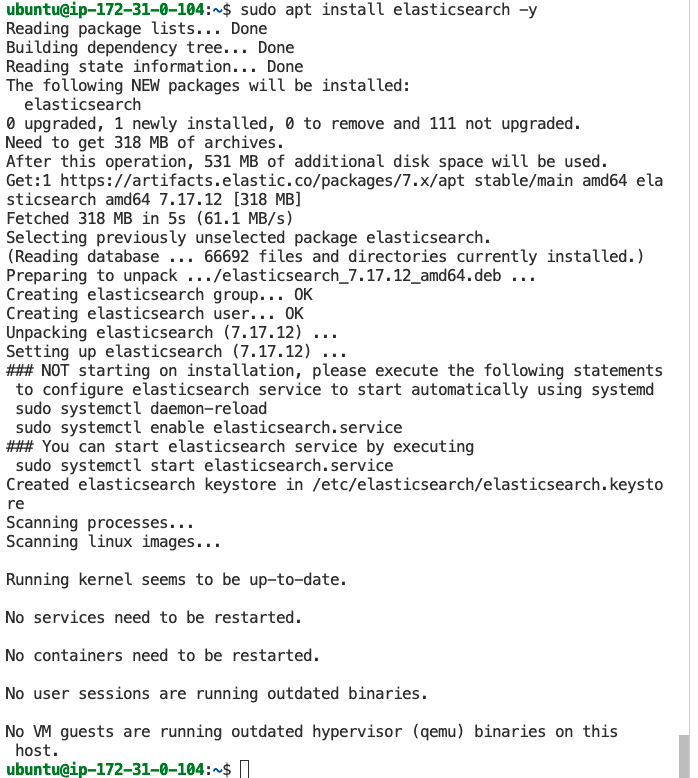 ubuntu@ip-172-31-0-104:~$ sudo apt install elasticsearch -y
Reading package lists... Done
Building dependency tree... Done
Reading state information... Done
The following NEW packages will be installed:
  elasticsearch
0 upgraded, 1 newly installed, 0 to remove and 111 not upgraded.
Need to get 318 MB of archives.
After this operation, 531 MB of additional disk space will be used.
Get:1 https://artifacts.elastic.co/packages/7.x/apt stable/main amd64 ela
sticsearch amd64 7.17.12 [318 MB]
Fetched 318 MB in 5s (61.1 MB/s)
Selecting previously unselected package elasticsearch.
(Reading database ... 66692 files and directories currently installed.)
Preparing to unpack .../elasticsearch_7.17.12_amd64.deb ...
Creating elasticsearch group... OK
Creating elasticsearch user... OK
Unpacking elasticsearch (7.17.12) ...
Setting up elasticsearch (7.17.12) ...
### NOT starting on installation, please execute the following statements
 to configure elasticsearch service to start automatically using systemd
 sudo systemctl daemon-reload
 sudo systemctl enable elasticsearch.service
### You can start elasticsearch service by executing
 sudo systemctl start elasticsearch.service
Created elasticsearch keystore in /etc/elasticsearch/elasticsearch.keysto
re
Scanning processes...
Scanning linux images...

Running kernel seems to be up-to-date.

No services need to be restarted.

No containers need to be restarted.

No user sessions are running outdated binaries.

No VM guests are running outdated hypervisor (qemu) binaries on this
 host.
ubuntu@ip-172-31-0-104:~$